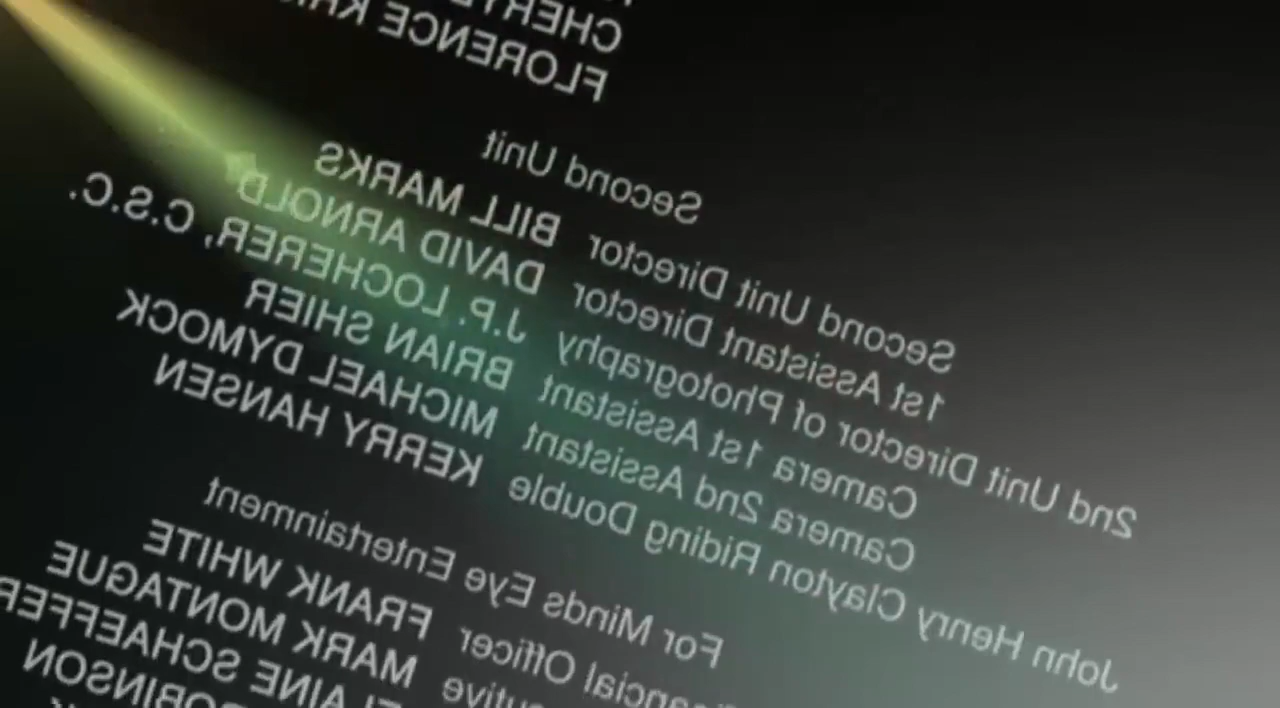 FLORENCE
Second Unit
Second Unit Director BILL MARKS
1st Assistant Director DAVID ARNOLD
2nd Unit Director of Photography J.P. LOCHERER, C.S.C.
Camera 1st Assistant BRIAN SHIER
Camera 2nd Assistant MICHAEL DYMOCK
John Henry Clayton Riding Double KERRY HANSEN
For Minds Eye Entertainment
Officer FRANK WHITE
MARK MONTAGUE
ELAINE SCHAEFFER
ROBINSON